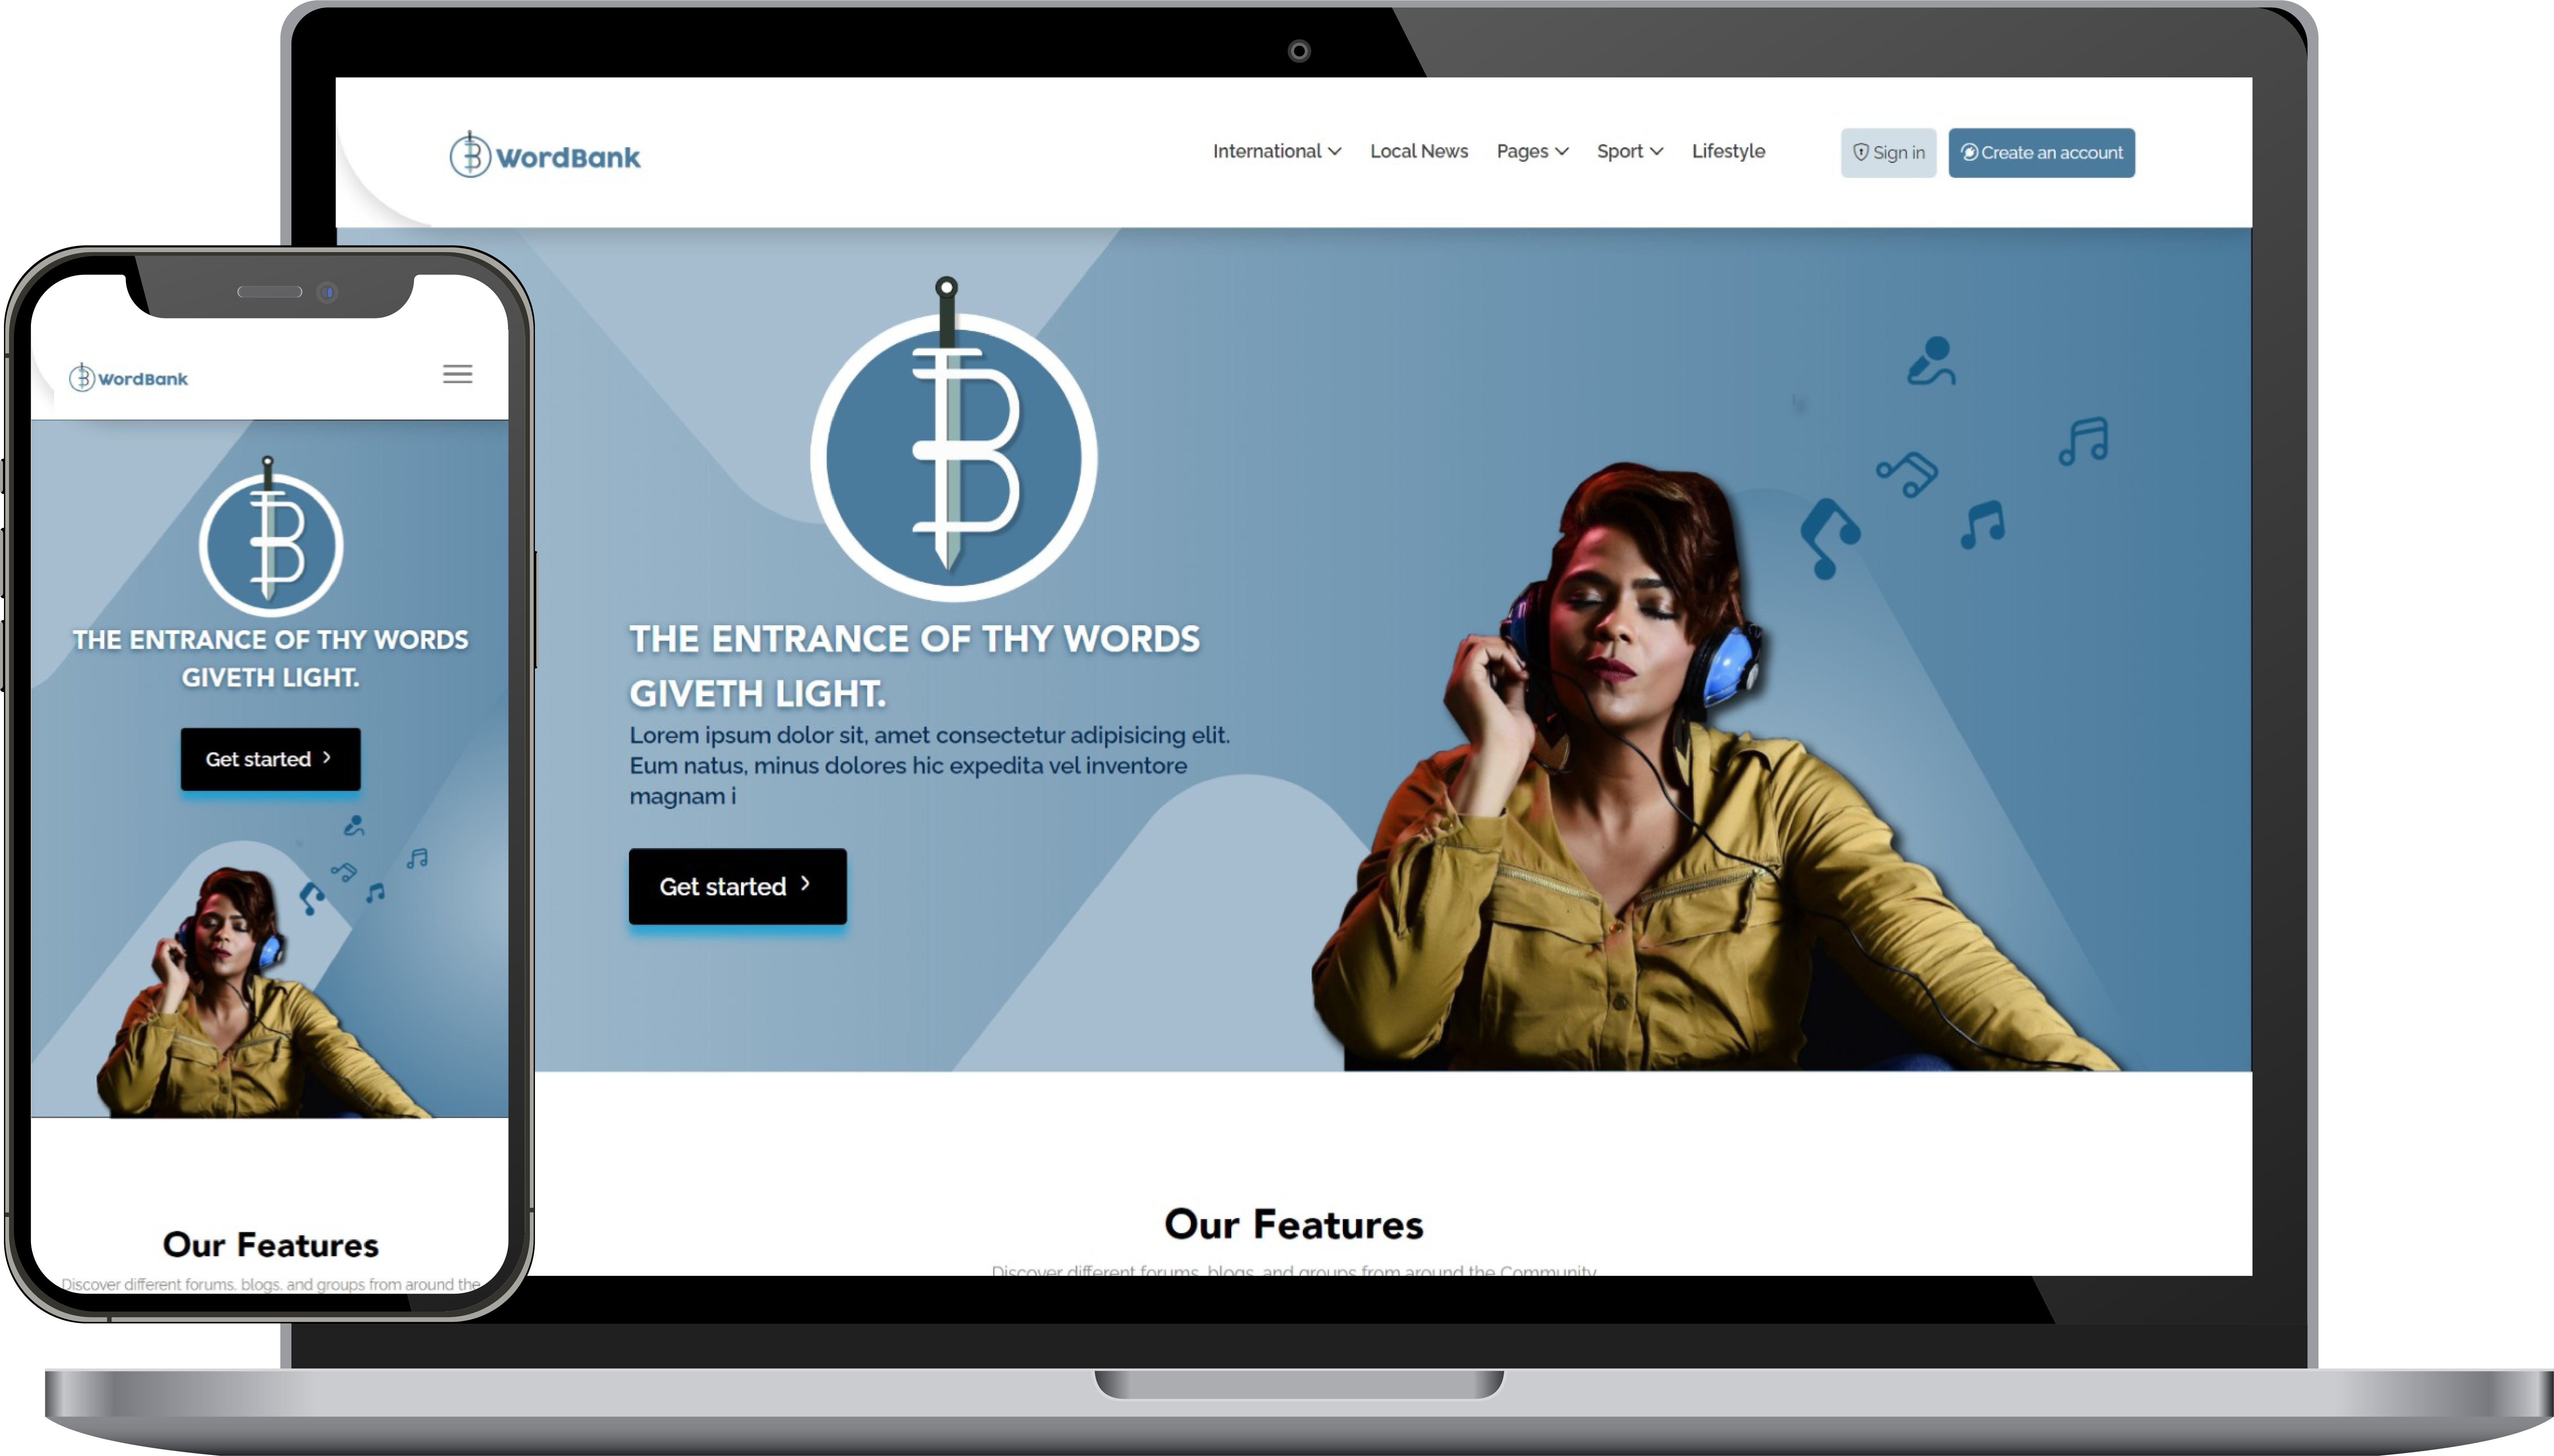 WordBank
International
Local News
Pages
Sport
Lifestyle
Sign in
Create an account
THE ENTRANCE OF THY WORDS
GIVETH LIGHT.
Lorem ipsum dolor sit, amet consectetur adipisicing elit.
Eum natus, minus dolores hic expedita vel inventore
magnam i
Get started
Our Features
Discover different forums, blogs, and groups from around the Community
WordBank
THE ENTRANCE OF THY WORDS
GIVETH LIGHT.
Get started
Our Features
Discover different forums, blogs, and groups from around the